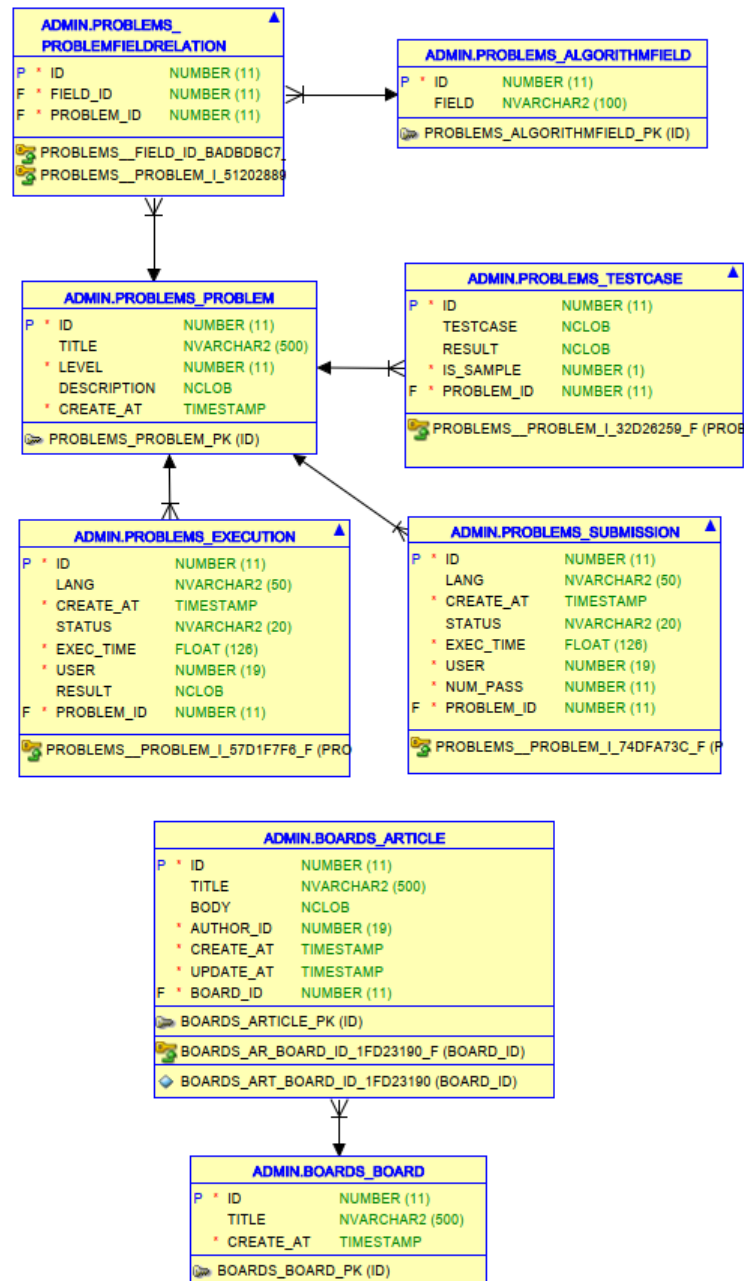 ADMIN.PROBLEMS_
PROBLEMFIELDRELATION
P * ID NUMBER (11)
F * FIELD_ID NUMBER (11)
F * PROBLEM_ID NUMBER (11)
PROBLEMS__FIELD_ID_BADBDBC7_
PROBLEMS__PROBLEM_I_51202889
ADMIN.PROBLEMS_ALGORITHMFIELD
P * ID NUMBER (11)
FIELD NVARCHAR2 (100)
PROBLEMS_ALGORITHMFIELD_PK (ID)
ADMIN.PROBLEMS_PROBLEM
P * ID NUMBER (11)
TITLE NVARCHAR2 (500)
* LEVEL NUMBER (11)
DESCRIPTION NCLOB
* CREATE_AT TIMESTAMP
PROBLEMS_PROBLEM_PK (ID)
ADMIN.PROBLEMS_TESTCASE
P * ID NUMBER (11)
TESTCASE NCLOB
RESULT NCLOB
* IS_SAMPLE NUMBER (1)
F * PROBLEM_ID NUMBER (11)
PROBLEMS__PROBLEM_I_32D26259_F (PROB
ADMIN.PROBLEMS_EXECUTION
P * ID NUMBER (11)
LANG NVARCHAR2 (50)
* CREATE_AT TIMESTAMP
STATUS NVARCHAR2 (20)
* EXEC_TIME FLOAT (126)
* USER NUMBER (19)
RESULT NCLOB
F * PROBLEM_ID NUMBER (11)
PROBLEMS__PROBLEM_I_57D1F7F6_F (PRO
ADMIN.PROBLEMS_SUBMISSION
P * ID NUMBER (11)
LANG NVARCHAR2 (50)
* CREATE_AT TIMESTAMP
STATUS NVARCHAR2 (20)
* EXEC_TIME FLOAT (126)
* USER NUMBER (19)
* NUM_PASS NUMBER (11)
F * PROBLEM_ID NUMBER (11)
PROBLEMS__PROBLEM_I_74DFA73C_F (P
ADMIN.BOARDS_ARTICLE
P * ID NUMBER (11)
TITLE NVARCHAR2 (500)
BODY NCLOB
* AUTHOR_ID NUMBER (19)
* CREATE_AT TIMESTAMP
* UPDATE_AT TIMESTAMP
F * BOARD_ID NUMBER (11)
BOARDS_ARTICLE_PK (ID)
BOARDS_AR_BOARD_ID_1FD23190_F (BOARD_ID)
BOARDS_ART_BOARD_ID_1FD23190 (BOARD_ID)
ADMIN.BOARDS_BOARD
P * ID NUMBER (11)
TITLE NVARCHAR2 (500)
* CREATE_AT TIMESTAMP
BOARDS_BOARD_PK (ID)